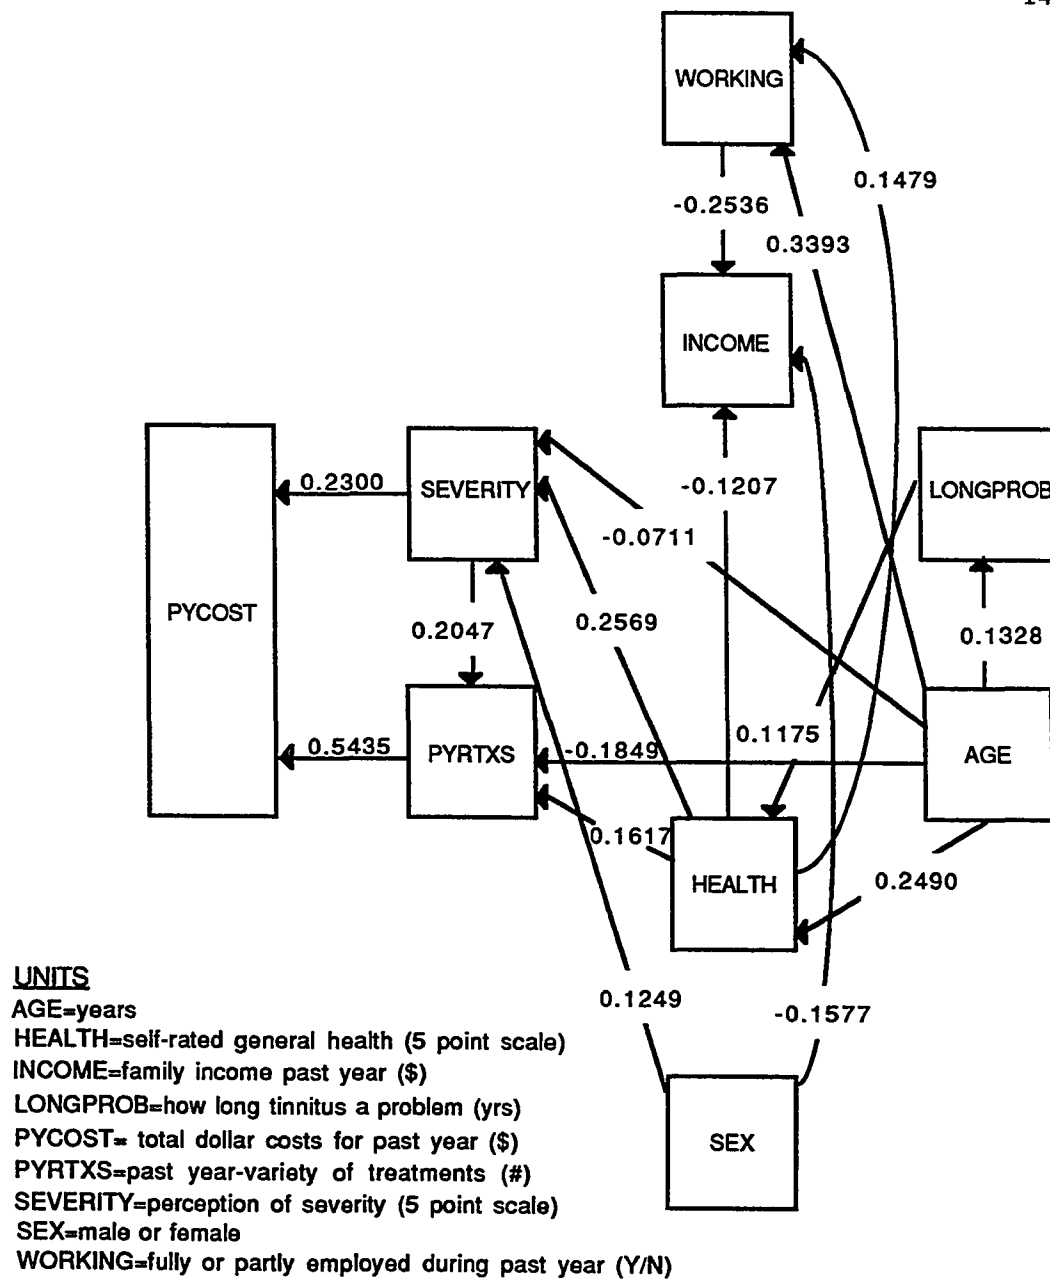 14
WORKING
0.1479
-0.2536
0.3393
INCOME
-0.1207
0.2300
SEVERITY
LONGPROB
-0.0711
PYCOST
0.2047
0.2569
0.1328
0.5435
PYRTXS
-0.1849
0.1175
AGE
0.1617
HEALTH
0.2490
UNITS
0.1249
-0.1577
AGE=years
HEALTH=self-rated general health (5 point scale)
INCOME=family income past year ($)
LONGPROB=how long tinnitus a problem (yrs)
PYCOST= total dollar costs for past year ($)
SEX
PYRTXS=past year-variety of treatments (#)
SEVERITY=perception of severity (5 point scale)
SEX=male or female
WORKING=fully or partly employed during past year (Y/N)